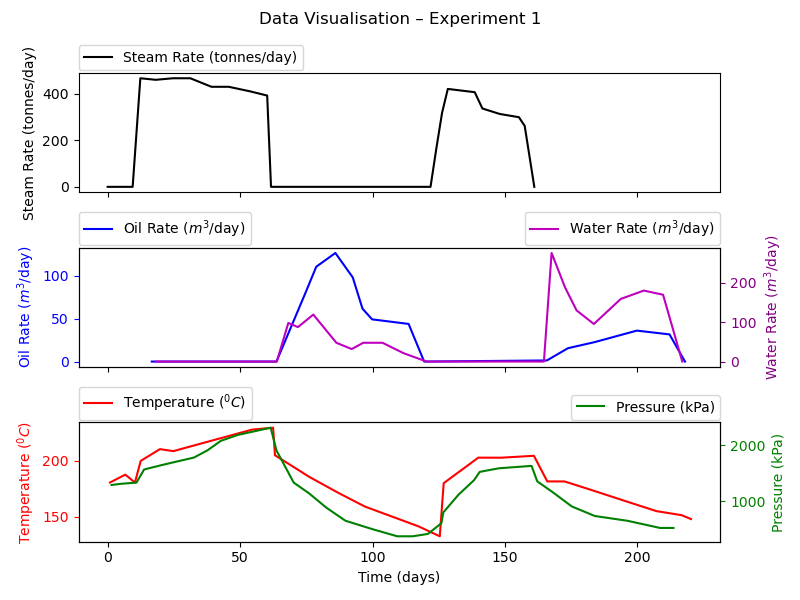 Data Visualisation – Experiment 1
Steam Rate (tonnes/day)
Steam Rate (tonnes/day)
400
200
0
Oil Rate (m³/day)
Water Rate (m³/day)
Oil Rate (m³/day)
100
50
0
200
100
0
Water Rate (m³/day)
Temperature (⁰C)
Pressure (kPa)
Temperature (⁰C)
200
150
2000
1000
Pressure (kPa)
0 50 100 150 200
Time (days)